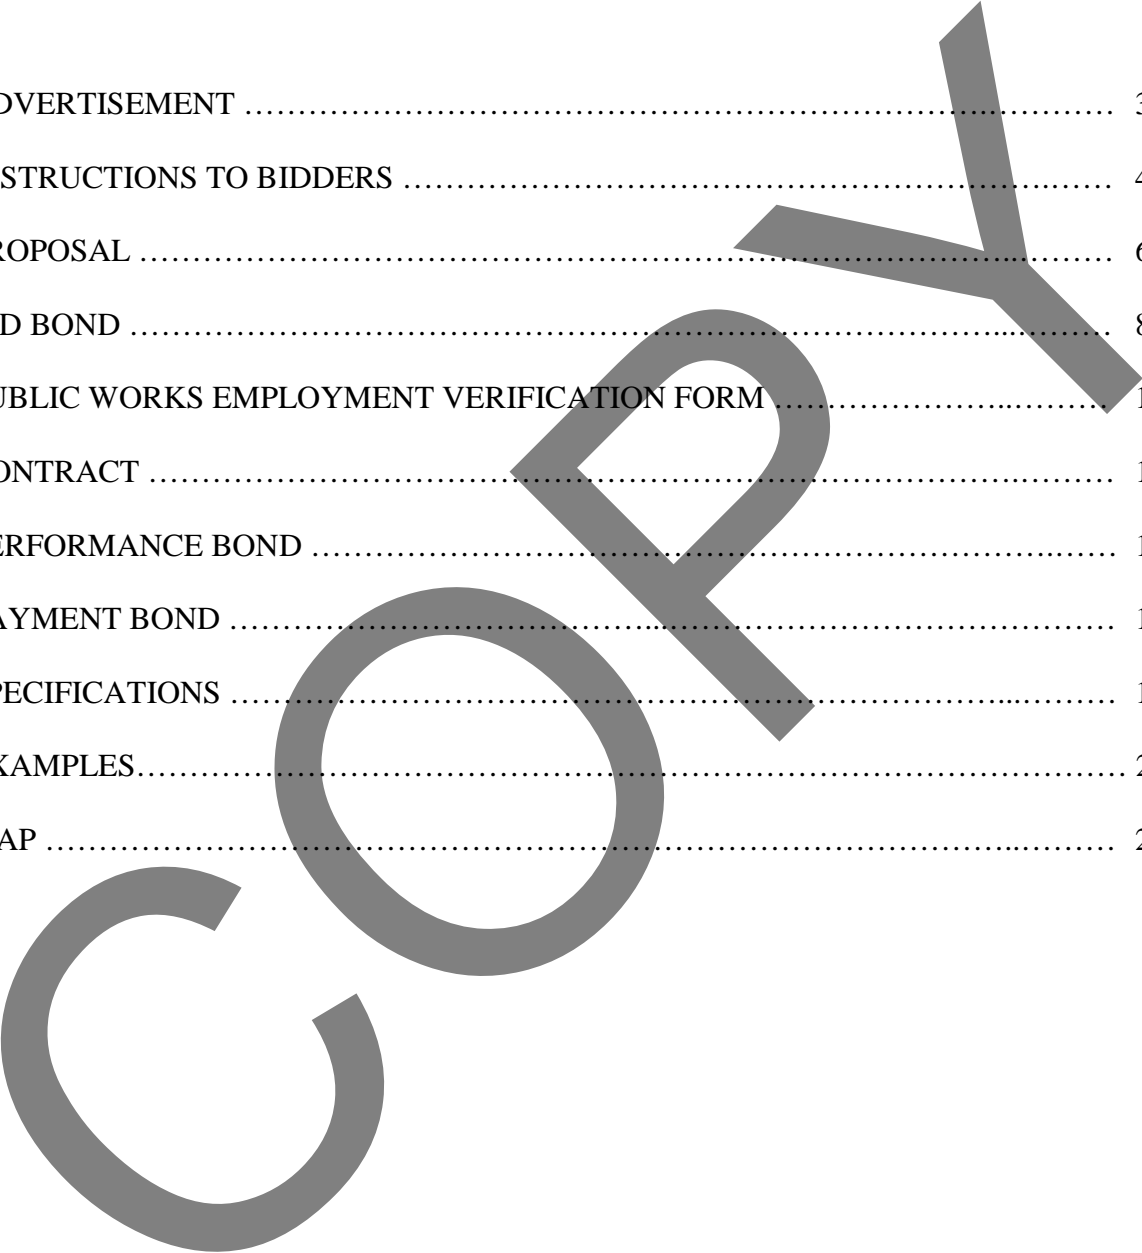 DVERTISEMENT ………………………………………………………………………… 3
STRUCTIONS TO BIDDERS ……………………………………………………….…… 4
ROPOSAL …………………………………………………………………………..……… 6
D BOND ………………………………………………………………………...……… 8
UBLIC WORKS EMPLOYMENT VERIFICATION FORM …………………..……… 1
ONTRACT ……………………………………………………………………….……… 1
ERFORMANCE BOND ……………………………………………………………….…… 1
AYMENT BOND …………………………………...……………………………………… 1
PECIFICATIONS …………………………………………………………………...……… 1
XAMPLES………………………………………………………………………………… 2
AP ……………………………………………………………………………………..……… 2
COPY